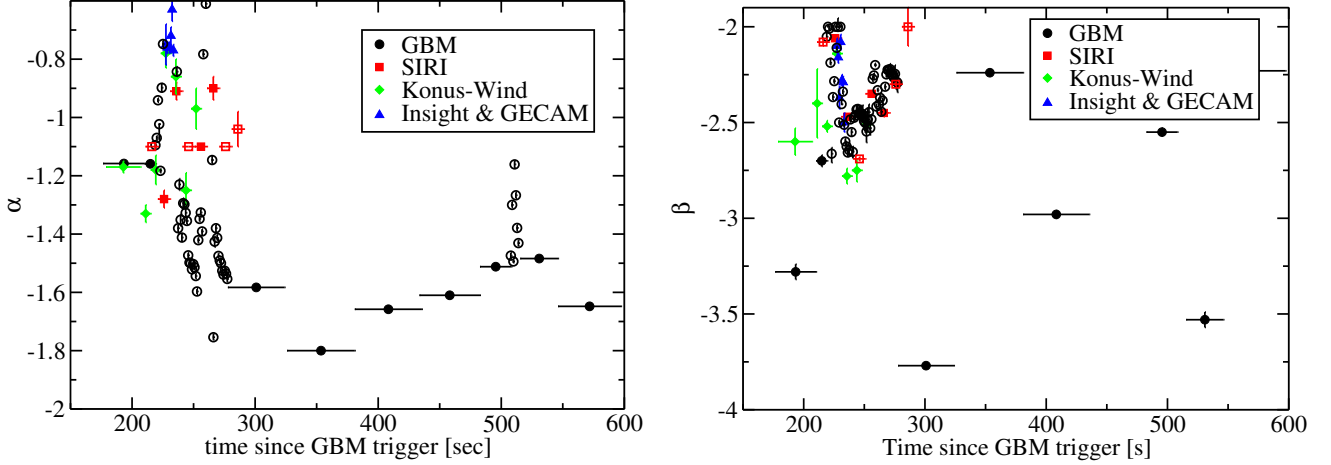 -0.8
-1
-1.2
-1.4
-1.6
-1.8
-2
α
200
300
400
500
600
time since GBM trigger [sec]
GBM
SIRI
Konus-Wind
Insight & GECAM
-2
-2.5
-3
-3.5
-4
β
200
300
400
500
600
Time since GBM trigger [s]
GBM
SIRI
Konus-Wind
Insight & GECAM